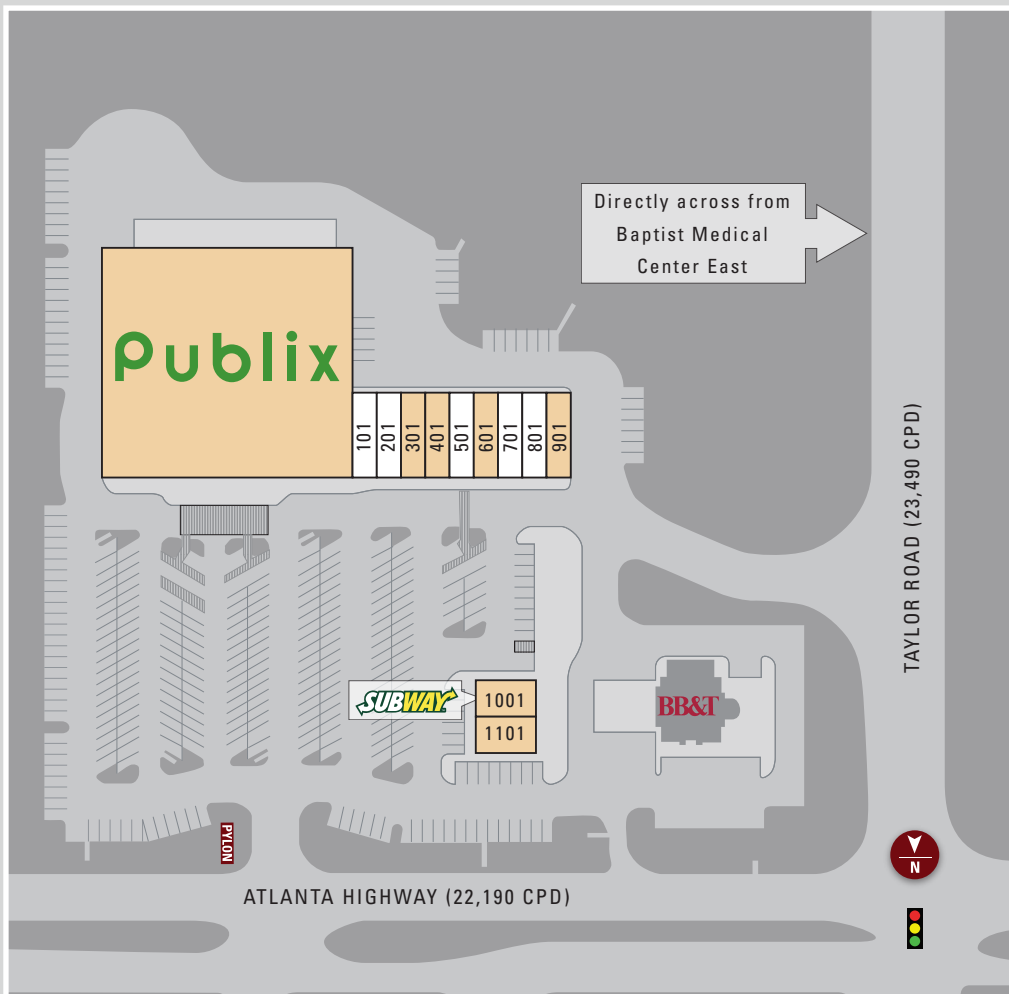 Directly across from
Baptist Medical
Center East
Publix
101
201
301
401
501
601
701
801
901
TAYLOR ROAD (23,490 CPD)
SUBWAY
1001
1101
BB&T
PYLON
N
ATLANTA HIGHWAY (22,190 CPD)